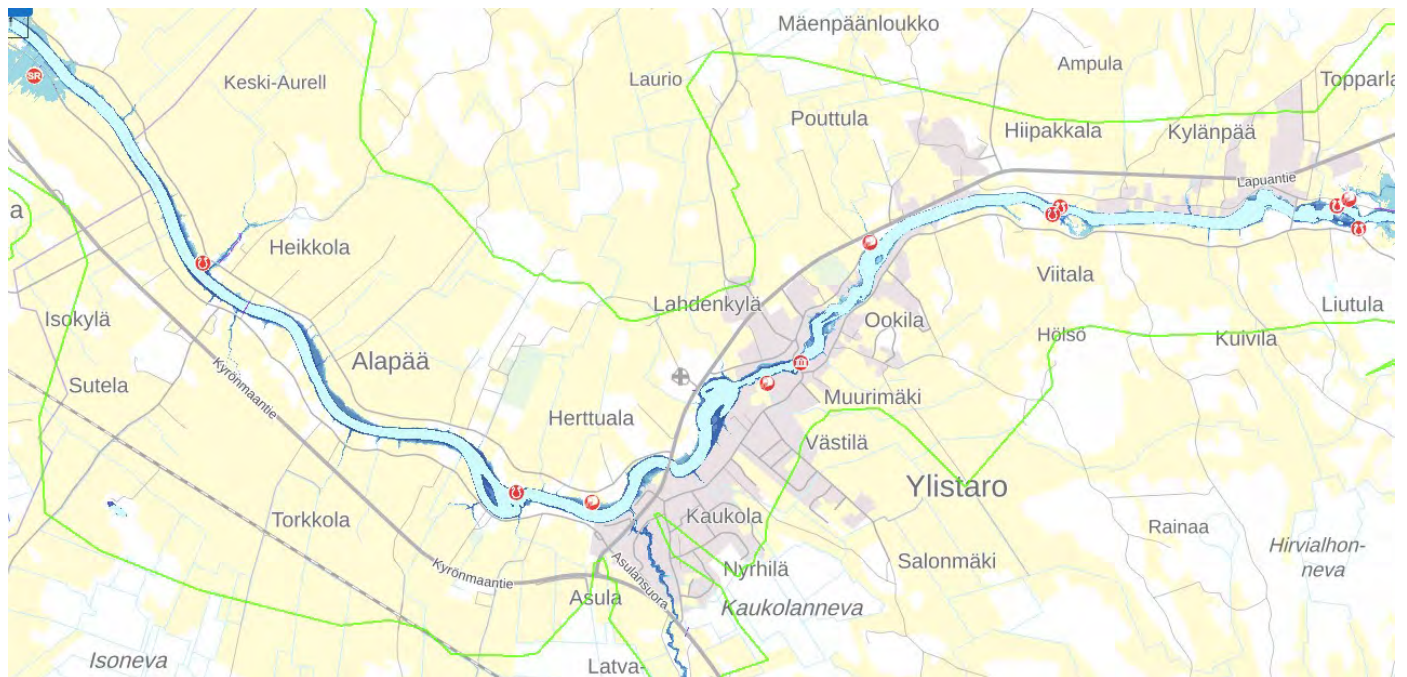 Mäenpäänloukko
Keski-Aurell
Laurio
Ampula
Topparla
SR
Pouttula
Hiipakkala
Kylänpää
Lapuantie
a
Heikkola
Viitala
Isokylä
Lahdenkylä
Ookila
Liutula
Hölsö
Kuivila
Alapää
Sutela
Kyrönmaantie
Muurimäki
Herttuala
Västilä
Ylistaro
Torkkola
Kaukola
Rainaa
Hirvialhon-
neva
Salonmäki
Kyrönmaantie
Asulansuora
Nyrhilä
Asula
Kaukolanneva
Isoneva
Latva-